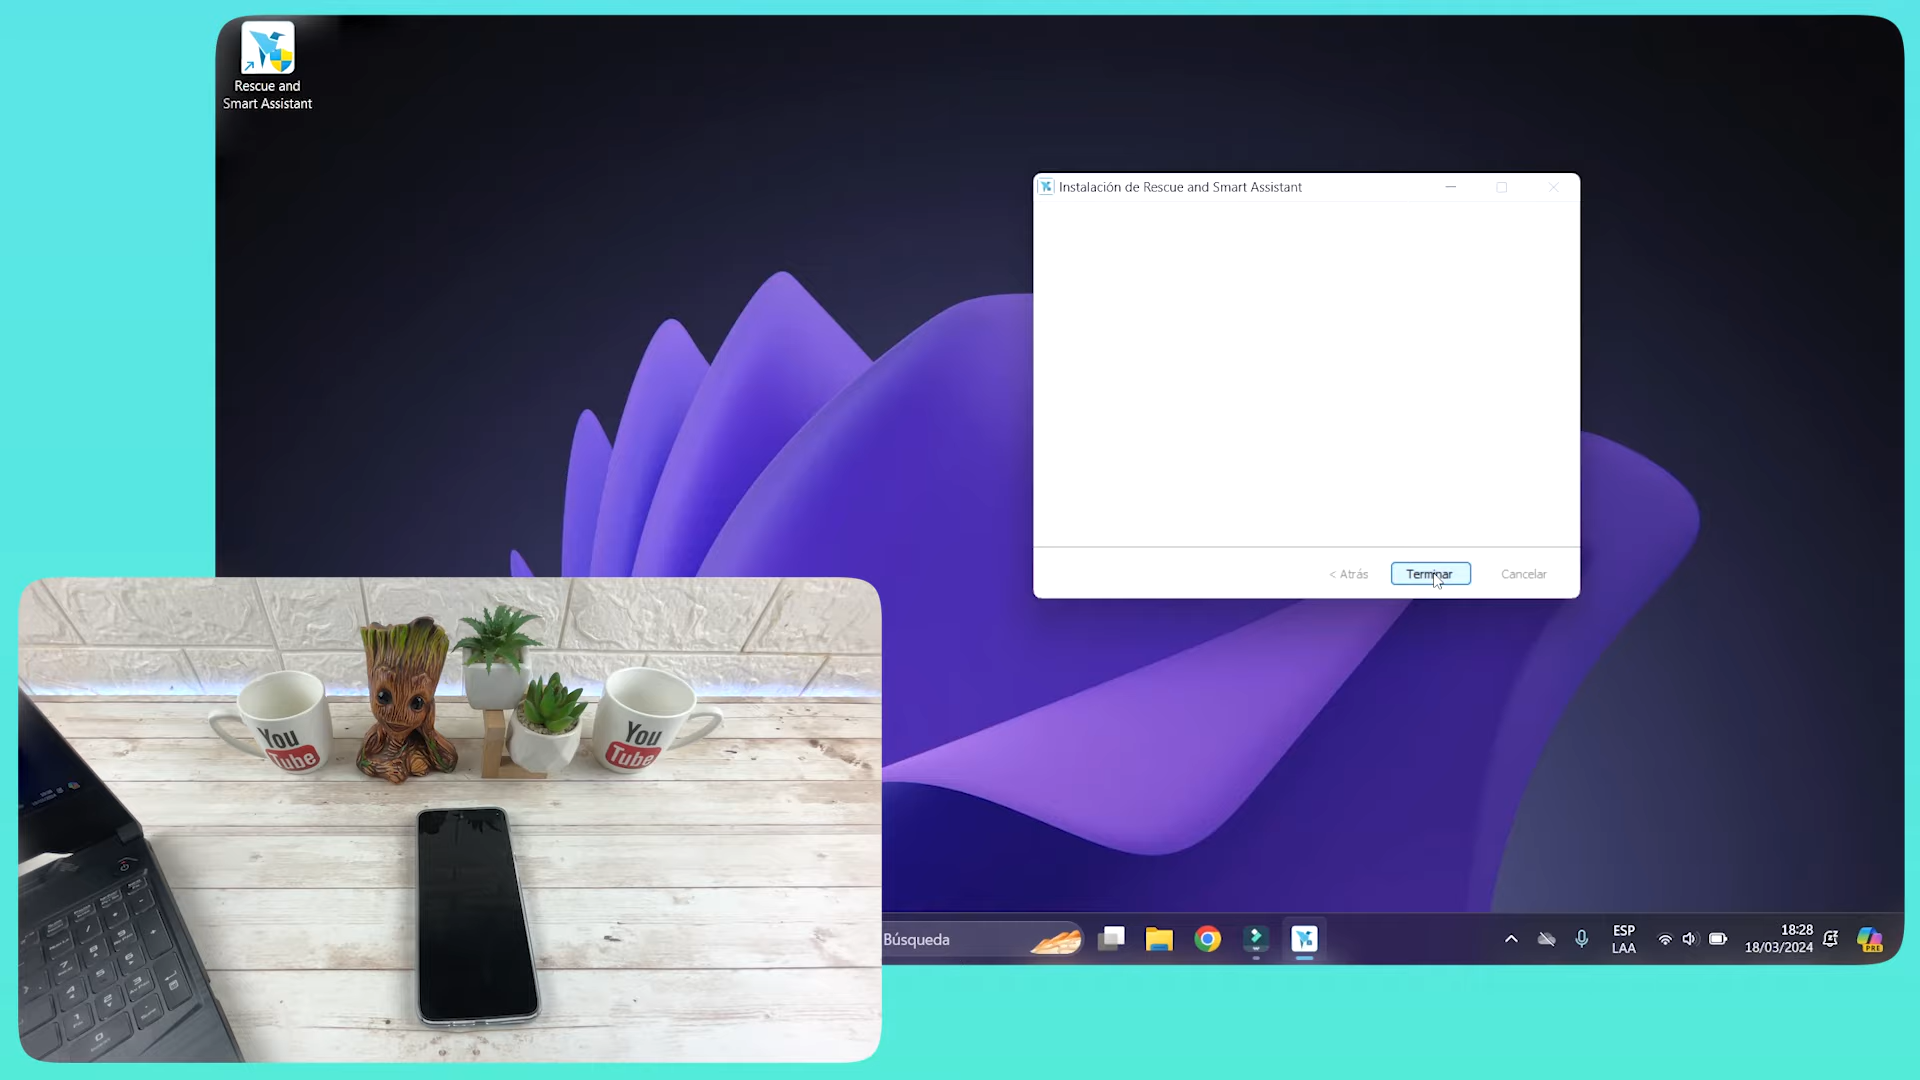 Rescue and
Smart Assistant
Instalación de Rescue and Smart Assistant
< Atrás
Terminar
Cancelar
You
Tube
You
Tube
Búsqueda
PRE
ESP
LAA
18:28
18/03/2024